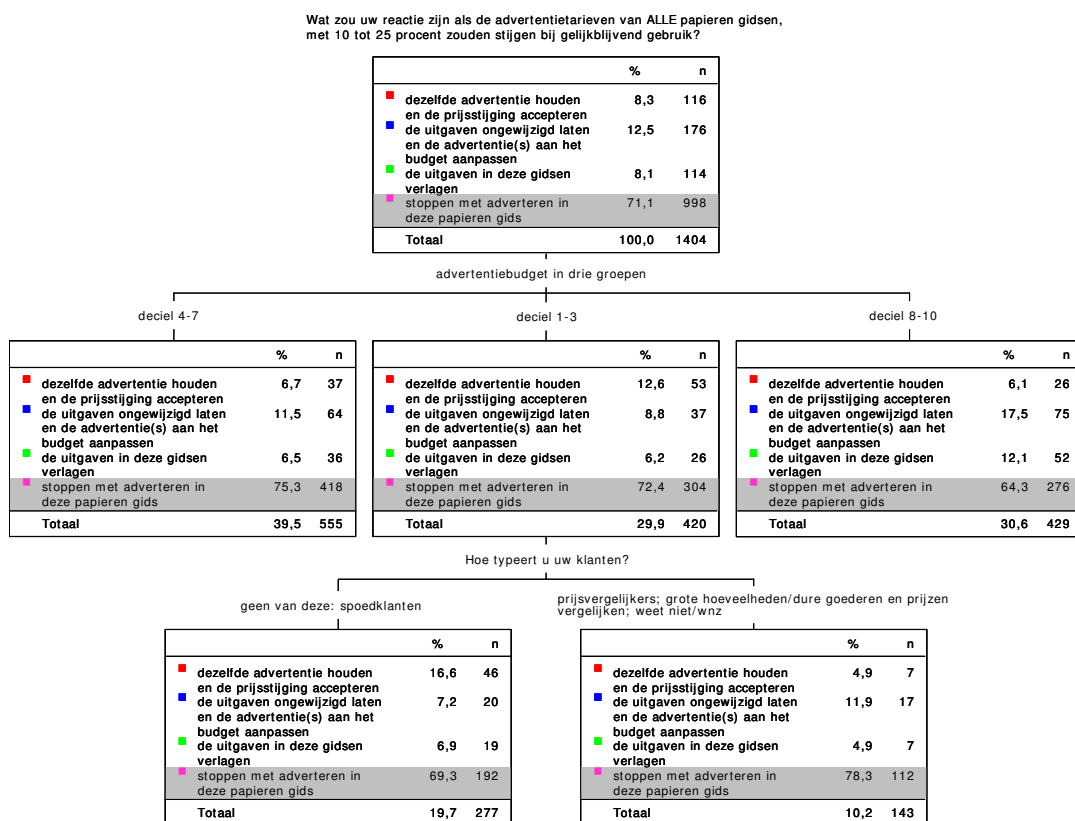 Wat zou uw reactie zijn als de advertentietarieven van ALLE papieren gidsen,
met 10 tot 25 procent zouden stijgen bij gelijkblijvend gebruik?
% n
dezelfde advertentie houden 8,3 116
en de prijsstijging accepteren
de uitgaven ongewijzigd laten 12,5 176
en de advertentie(s) aan het
budget aanpassen
de uitgaven in deze gidsen 8,1 114
verlagen
stoppen met adverteren in 71,1 998
deze papieren gids
Totaal 100,0 1404
advertentiebudget in drie groepen
deciel 4-7
% n
dezelfde advertentie houden 6,7 37
en de prijsstijging accepteren
de uitgaven ongewijzigd laten 11,5 64
en de advertentie(s) aan het
budget aanpassen
de uitgaven in deze gidsen 6,5 36
verlagen
stoppen met adverteren in 75,3 418
deze papieren gids
Totaal 39,5 555
deciel 1-3
% n
dezelfde advertentie houden 12,6 53
en de prijsstijging accepteren
de uitgaven ongewijzigd laten 8,8 37
en de advertentie(s) aan het
budget aanpassen
de uitgaven in deze gidsen 6,2 26
verlagen
stoppen met adverteren in 72,4 304
deze papieren gids
Totaal 29,9 420
deciel 8-10
% n
dezelfde advertentie houden 6,1 26
en de prijsstijging accepteren
de uitgaven ongewijzigd laten 17,5 75
en de advertentie(s) aan het
budget aanpassen
de uitgaven in deze gidsen 12,1 52
verlagen
stoppen met adverteren in 64,3 276
deze papieren gids
Totaal 30,6 429
Hoe typeert u uw klanten?
geen van deze: spoedklanten
% n
dezelfde advertentie houden 16,6 46
en de prijsstijging accepteren
de uitgaven ongewijzigd laten 7,2 20
en de advertentie(s) aan het
budget aanpassen
de uitgaven in deze gidsen 6,9 19
verlagen
stoppen met adverteren in 69,3 192
deze papieren gids
Totaal 19,7 277
prijsvergelijkers; grote hoeveelheden/dure goederen en prijzen
vergelijken; weet niet/wnz
% n
dezelfde advertentie houden 4,9 7
en de prijsstijging accepteren
de uitgaven ongewijzigd laten 11,9 17
en de advertentie(s) aan het
budget aanpassen
de uitgaven in deze gidsen 4,9 7
verlagen
stoppen met adverteren in 78,3 112
deze papieren gids
Totaal 10,2 143